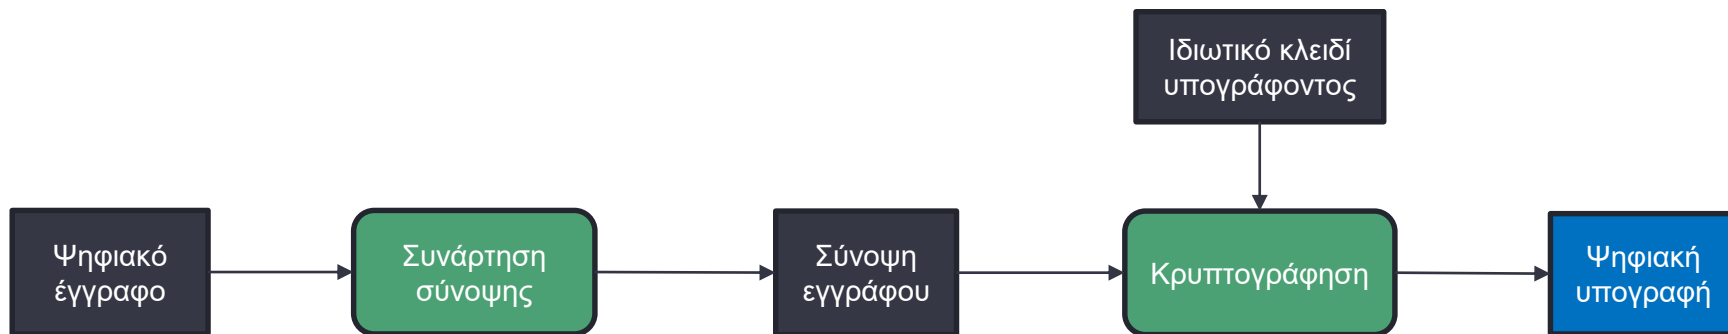 Ιδιωτικό κλειδί
υπογράφοντος
Ψηφιακό
έγγραφο
Συνάρτηση
σύνοψης
Σύνοψη
εγγράφου
Κρυπτογράφηση
Ψηφιακή
υπογραφή